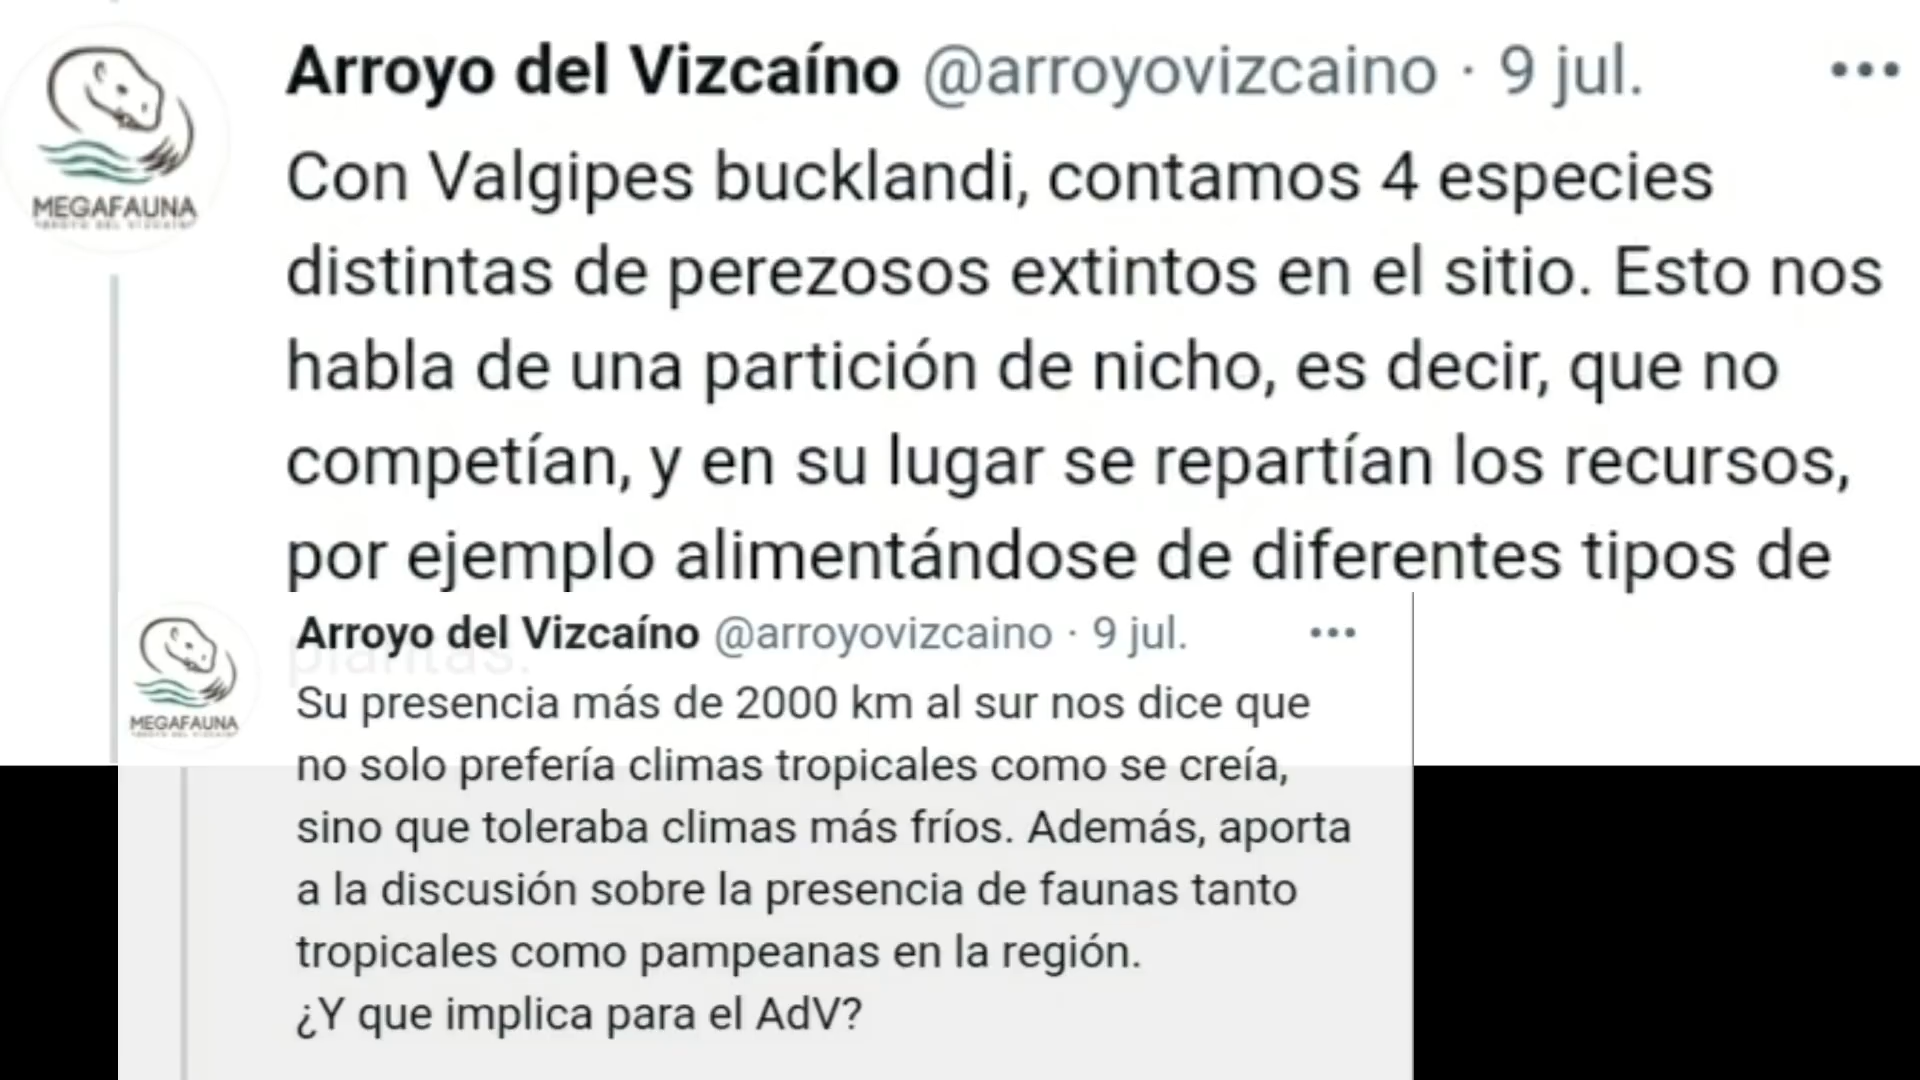 Arroyo del Vizcaíno @arroyovizcaino · 9 jul.
Con Valgipes bucklandi, contamos 4 especies
distintas de perezosos extintos en el sitio. Esto nos
habla de una partición de nicho, es decir, que no
competían, y en su lugar se repartían los recursos,
por ejemplo alimentándose de diferentes tipos de
plantas.
MEGAFAUNA
ARROYO DEL VIZCAÍNO
Arroyo del Vizcaíno @arroyovizcaino · 9 jul.
Su presencia más de 2000 km al sur nos dice que
no solo prefería climas tropicales como se creía,
sino que toleraba climas más fríos. Además, aporta
a la discusión sobre la presencia de faunas tanto
tropicales como pampeanas en la región.
¿Y que implica para el AdV?
MEGAFAUNA